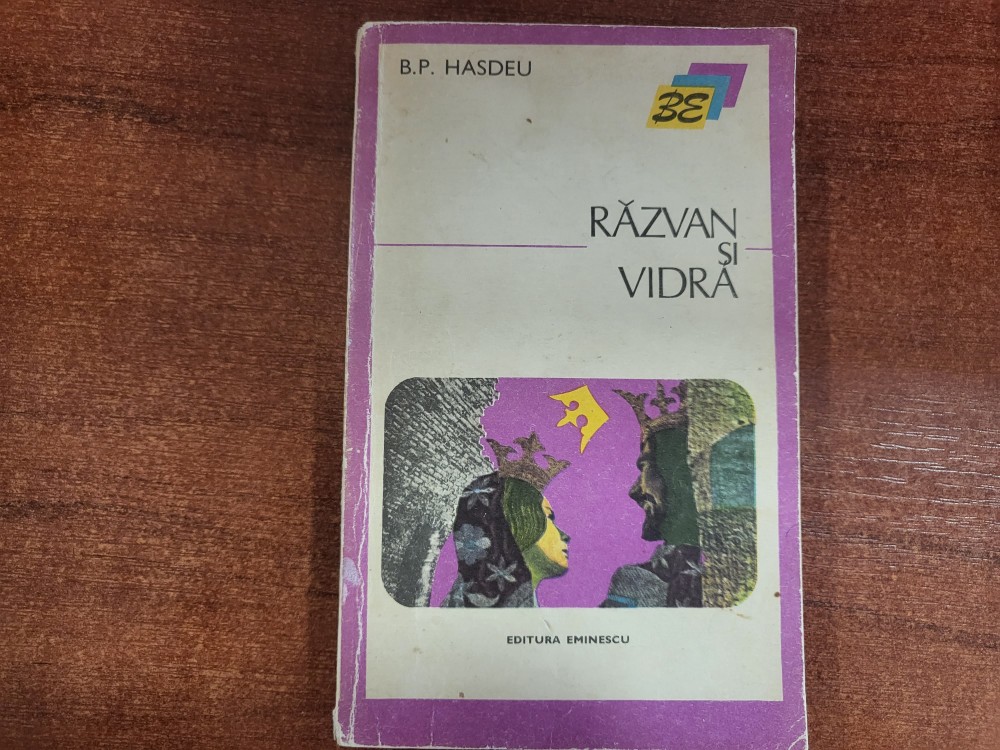 B.P. HASDEU
BE
RĂZVAN
ȘI
VIDRA
EDITURA EMINESCU